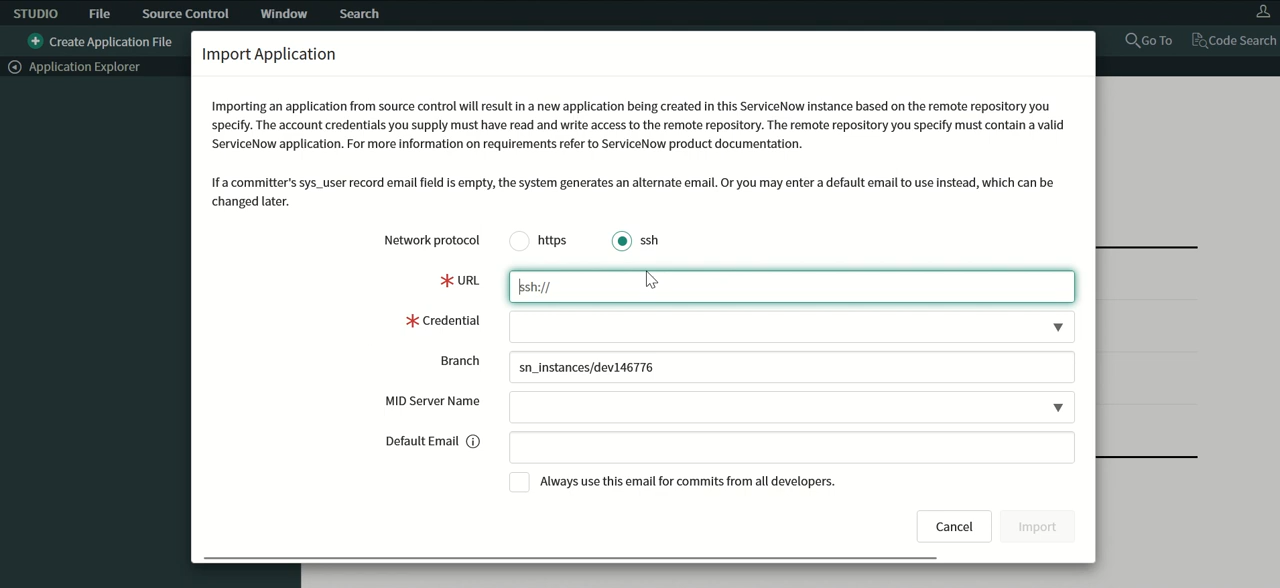 STUDIO File Source Control Window Search
Create Application File Go To Code Search
Application Explorer
Import Application
Importing an application from source control will result in a new application being created in this ServiceNow instance based on the remote repository you
specify. The account credentials you supply must have read and write access to the remote repository. The remote repository you specify must contain a valid
ServiceNow application. For more information on requirements refer to ServiceNow product documentation.
If a committer's sys_user record email field is empty, the system generates an alternate email. Or you may enter a default email to use instead, which can be
changed later.
Network protocol https ssh
URL ssh://
Credential
Branch sn_instances/dev146776
MID Server Name
Default Email
Always use this email for commits from all developers.
Cancel Import